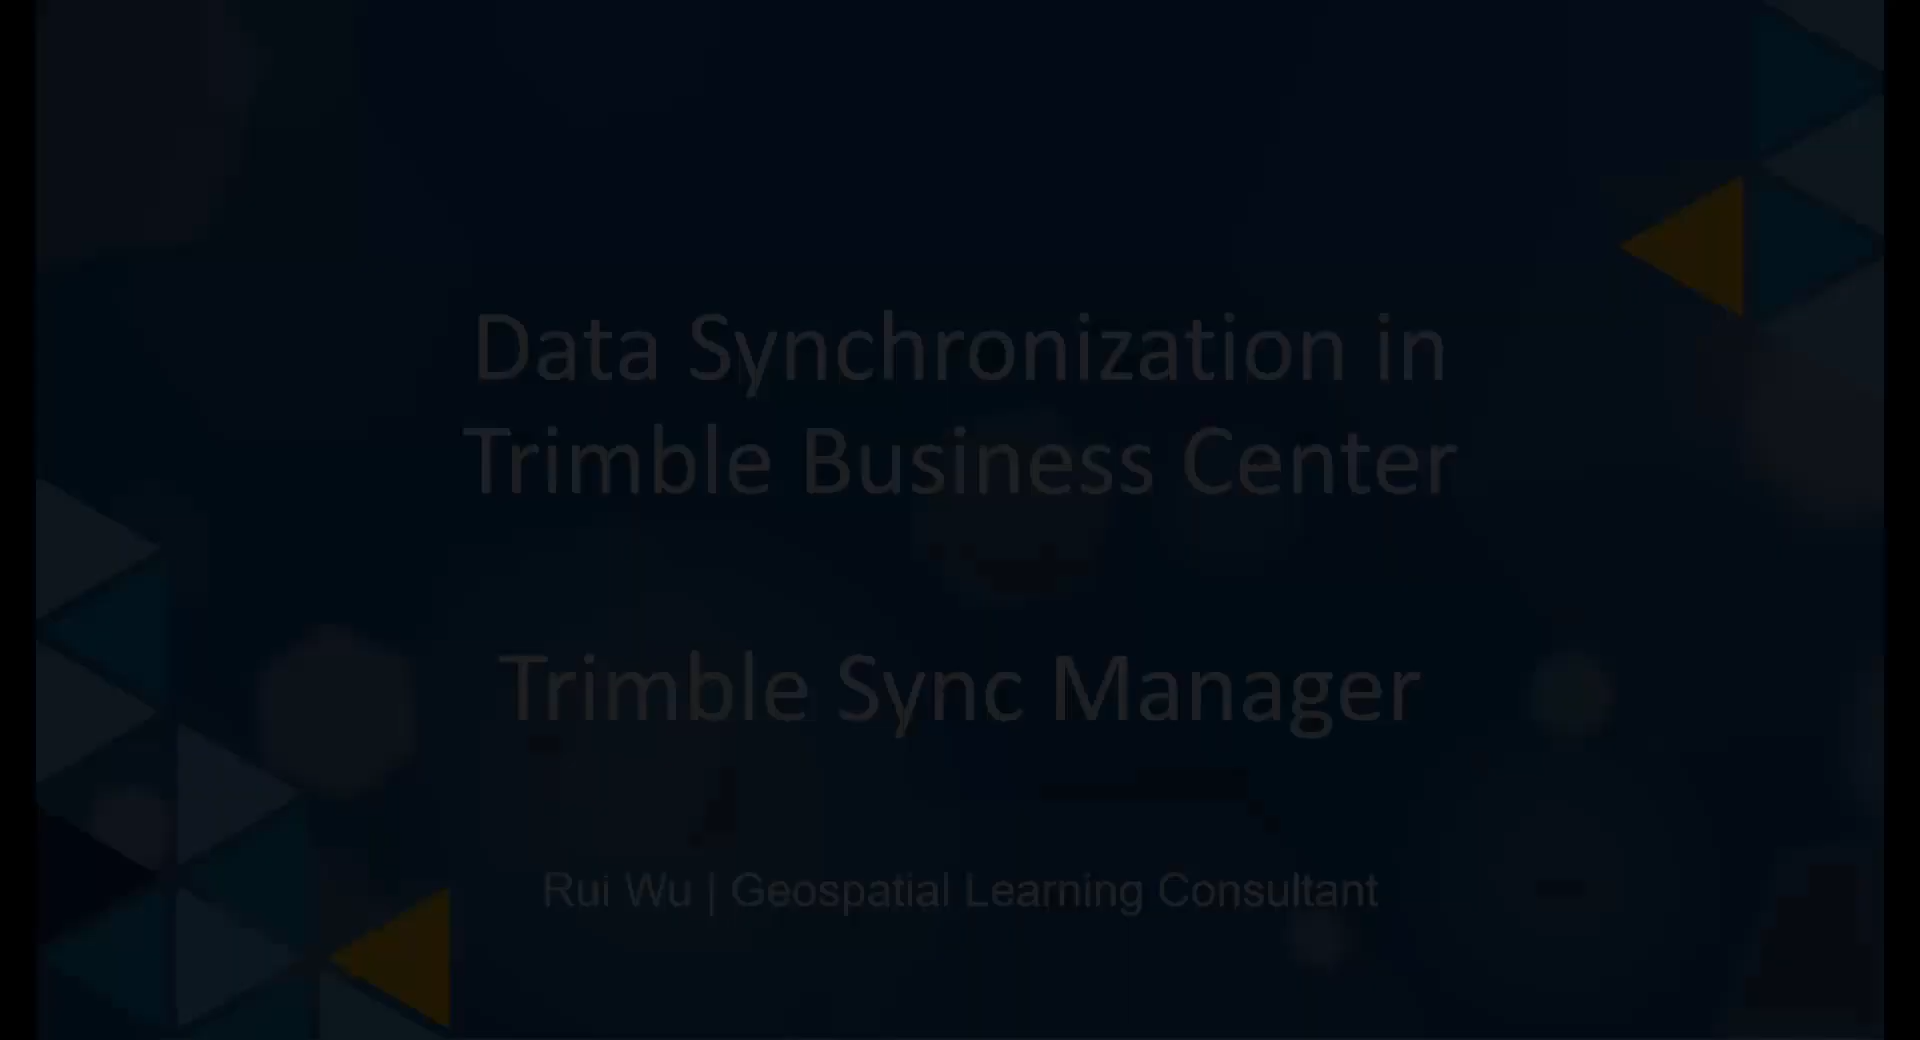 Data Synchronization in
Trimble Business Center
Trimble Sync Manager
Rui Wu | Geospatial Learning Consultant